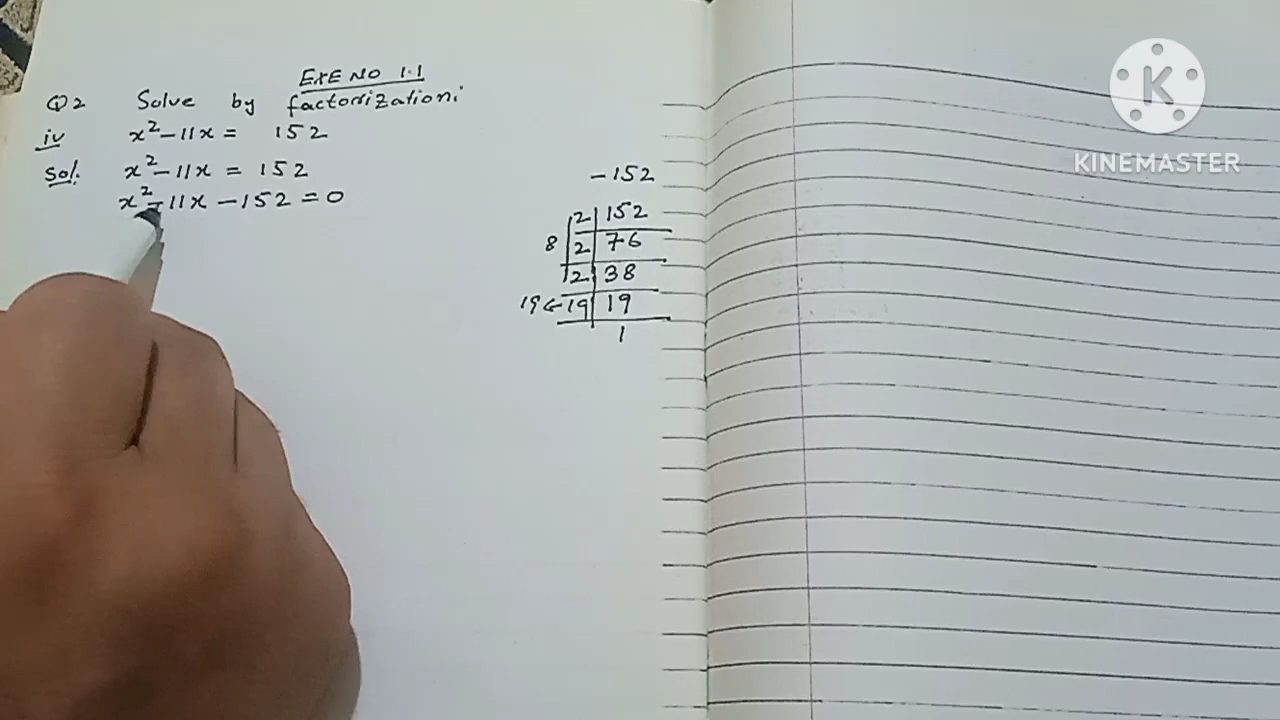 EXE NO 1.1
Q2 Solve by factorization:
iv x² - 11x = 152
Sol. x² - 11x = 152
x² - 11x - 152 = 0
- 152
2 | 152
8 2 | 76
2 | 38
19 ← 19 | 19
1
K
KINEMASTER